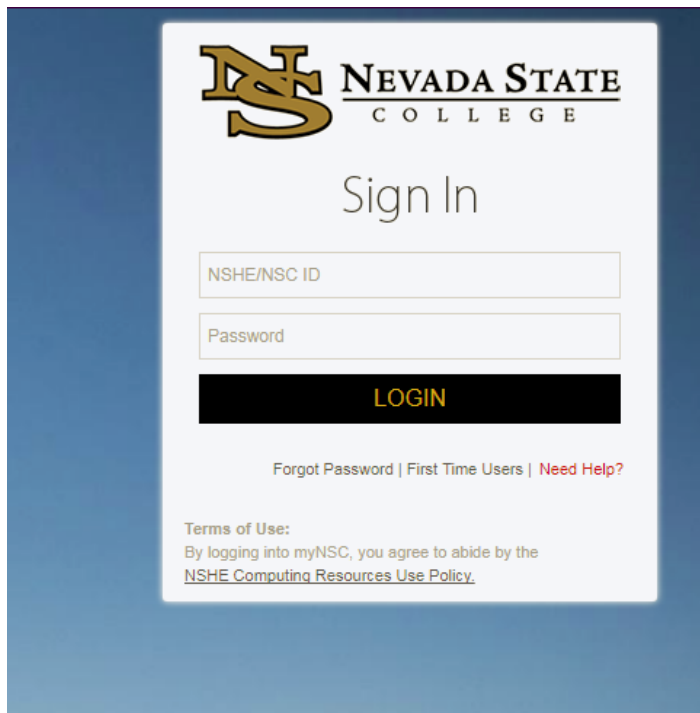 NS NEVADA STATE
COLLEGE
Sign In
NSHE/NSC ID
Password
LOGIN
Forgot Password | First Time Users | Need Help?
Terms of Use:
By logging into myNSC, you agree to abide by the
NSHE Computing Resources Use Policy.